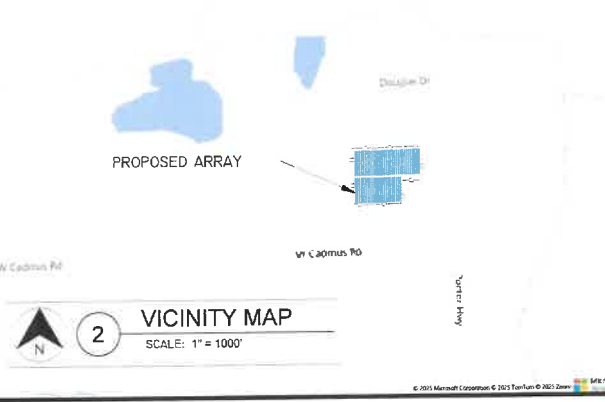 Douglas Dr
PROPOSED ARRAY
W Cadmus Rd
W Cadmus Rd
Porter Hwy
N
2
VICINITY MAP
SCALE: 1" = 1000'
© 2025 Microsoft Corporation © 2025 TomTom © 2025 Zenrin